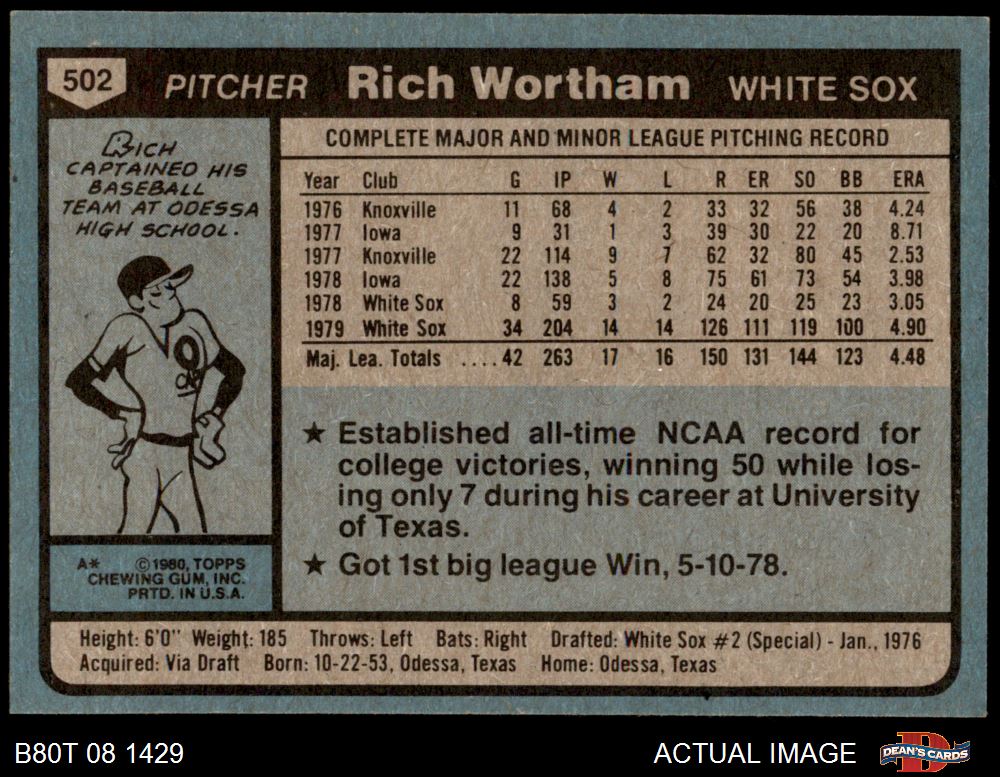 502 PITCHER Rich Wortham WHITE SOX
RICH
CAPTAINED HIS
BASEBALL
TEAM AT ODESSA
HIGH SCHOOL.
COMPLETE MAJOR AND MINOR LEAGUE PITCHING RECORD
Year Club G IP W L R ER SO BB ERA
1976 Knoxville 11 68 4 2 33 32 56 38 4.24
1977 Iowa 9 31 1 3 39 30 22 20 8.71
1977 Knoxville 22 114 9 7 62 32 80 45 2.53
1978 Iowa 22 138 5 8 75 61 73 54 3.98
1978 White Sox 8 59 3 2 24 20 25 23 3.05
1979 White Sox 34 204 14 14 126 111 119 100 4.90
Maj. Lea. Totals ....42 263 17 16 150 131 144 123 4.48
★ Established all-time NCAA record for
college victories, winning 50 while los-
ing only 7 during his career at University
of Texas.
★ Got 1st big league Win, 5-10-78.
A* ©1980, TOPPS
CHEWING GUM, INC.
PRTD. IN U.S.A.
Height: 6'0" Weight: 185 Throws: Left Bats: Right Drafted: White Sox #2 (Special) - Jan., 1976
Acquired: Via Draft Born: 10-22-53, Odessa, Texas Home: Odessa, Texas
B80T 08 1429 ACTUAL IMAGE DEAN'S CARDS